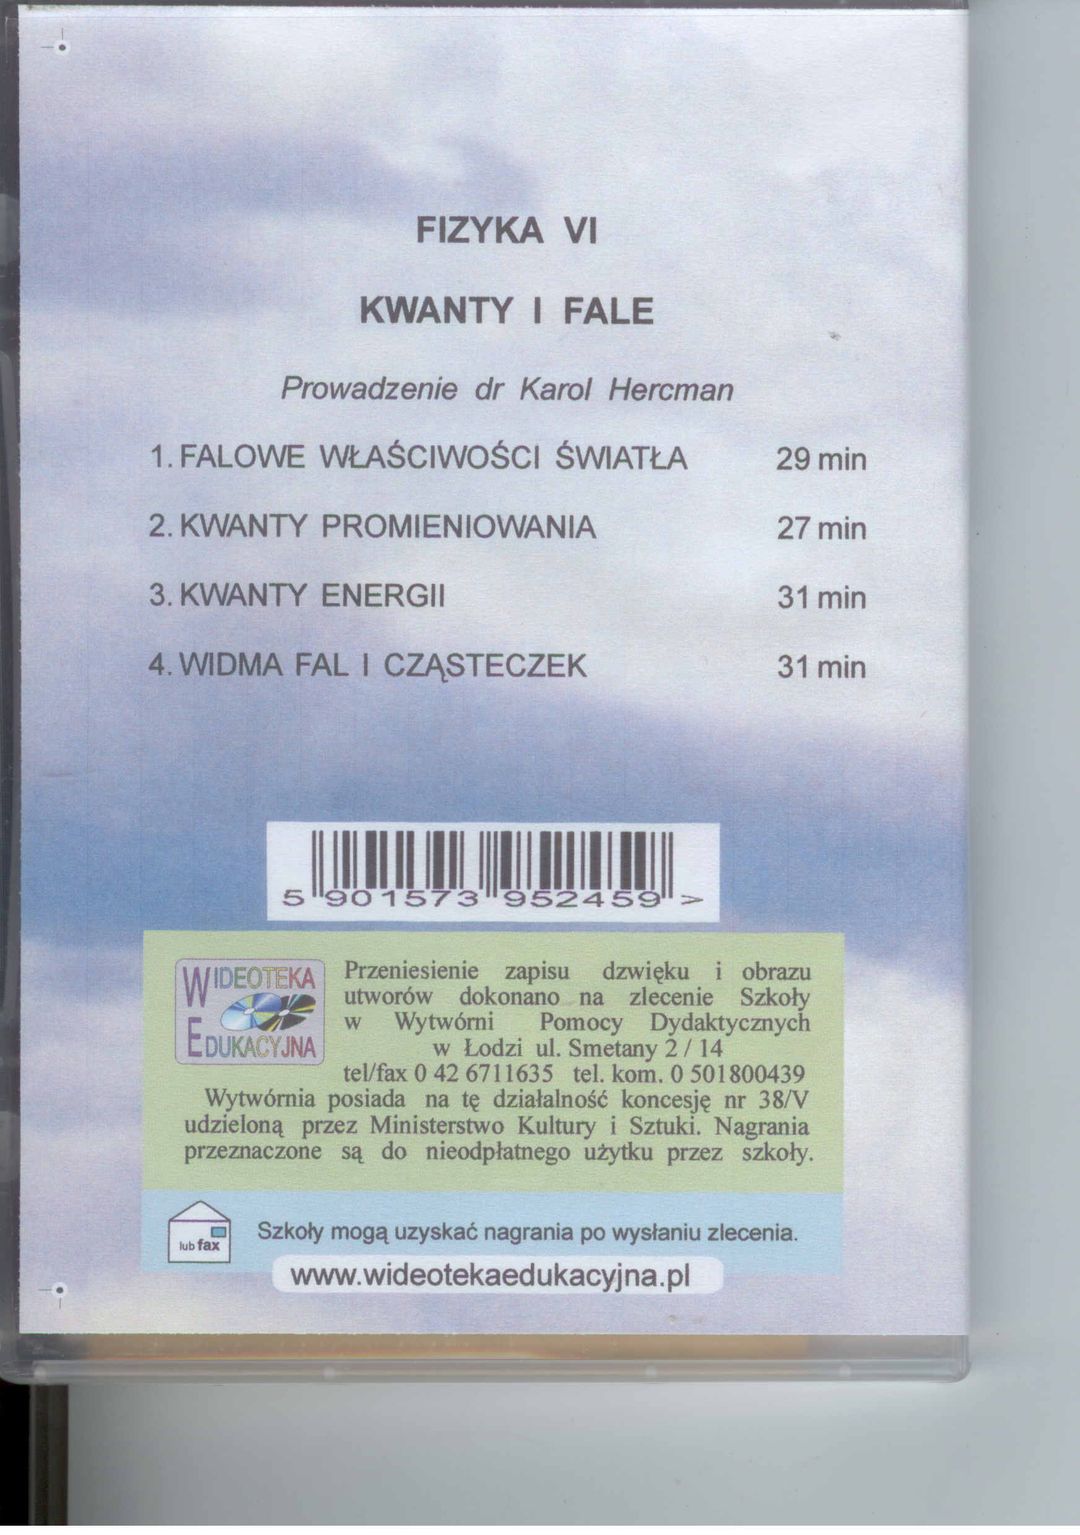 FIZYKA VI
KWANTY I FALE
Prowadzenie dr Karol Hercman
1. FALOWE WŁAŚCIWOŚCI ŚWIATŁA 29 min
2. KWANTY PROMIENIOWANIA 27 min
3. KWANTY ENERGII 31 min
4. WIDMA FAL I CZĄSTECZEK 31 min
5 901573 952459 >
WIDEOTEKA
EDUKACYJNA
Przeniesienie zapisu dzwięku i obrazu
utworów dokonano na zlecenie Szkoły
w Wytwórni Pomocy Dydaktycznych
w Łodzi ul. Smetany 2 / 14
tel/fax 0 42 6711635 tel. kom. 0 501800439
Wytwórnia posiada na tę działalność koncesję nr 38/V
udzieloną przez Ministerstwo Kultury i Sztuki. Nagrania
przeznaczone są do nieodpłatnego użytku przez szkoły.
lub fax
Szkoły mogą uzyskać nagrania po wysłaniu zlecenia.
www.wideotekaedukacyjna.pl